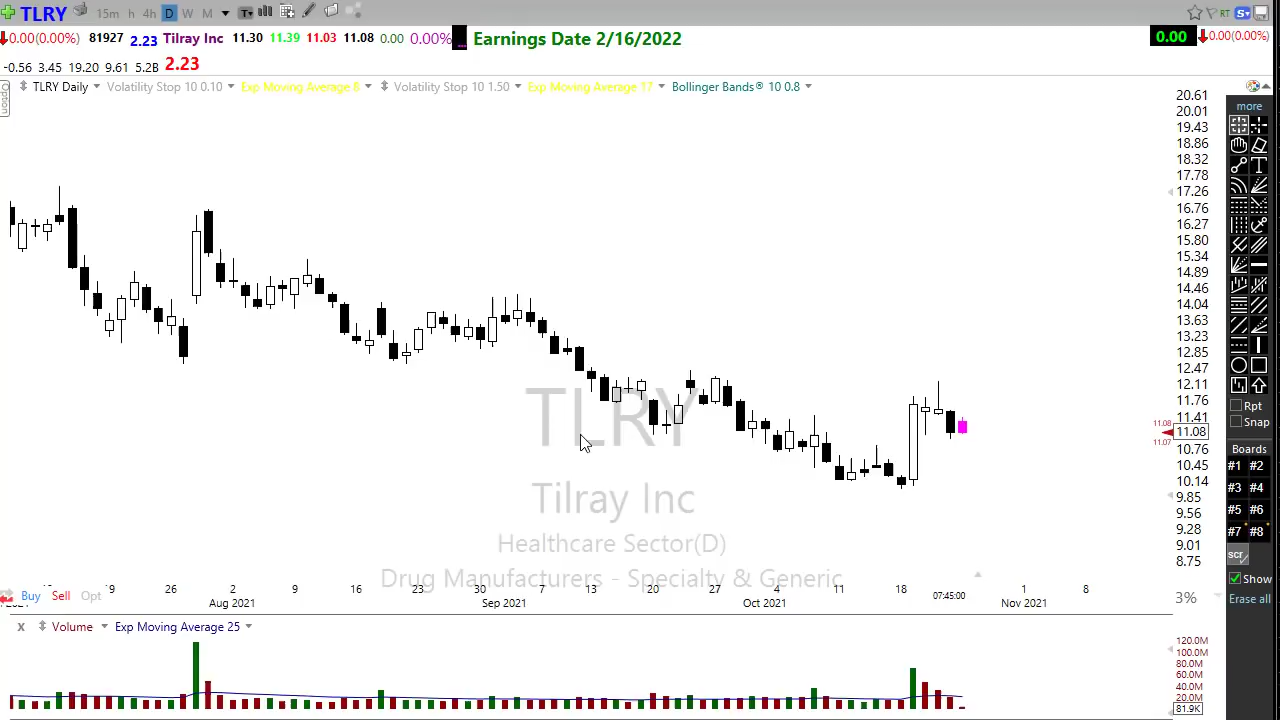 TLRY 15m h 4h D W M T RT S
0.00(0.00%) 81927 2.23 Tilray Inc 11.30 11.39 11.03 11.08 0.00 0.00% Earnings Date 2/16/2022 0.00 0.00(0.00%)
-0.56 3.45 19.20 9.61 5.2B 2.23
Option
TLRY Daily Volatility Stop 10 0.10 Exp Moving Average 8 Volatility Stop 10 1.50 Exp Moving Average 17 Bollinger Bands® 10 0.8
20.61
20.01
19.43
18.86
18.32
17.78
17.26
16.76
16.27
15.80
15.34
14.89
14.46
14.04
13.63
13.23
12.85
12.47
12.11
11.76
11.41
11.08
11.08
11.07
10.76
10.45
10.14
9.85
9.56
9.28
9.01
8.75
more
T
Rpt
Snap
Boards
#1 #2
#3 #4
#5 #6
#7 #8
scr
Show
Erase all
TLRY
Tilray Inc
Healthcare Sector(D)
Drug Manufacturers - Specialty & Generic
Buy Sell Opt
26 2 9 16 23 30 7 13 20 27 4 11 18 07:45:00 1 8
Aug 2021 Sep 2021 Oct 2021 Nov 2021
3%
x Volume Exp Moving Average 25
120.0M
100.0M
80.0M
60.0M
40.0M
20.0M
81.9K